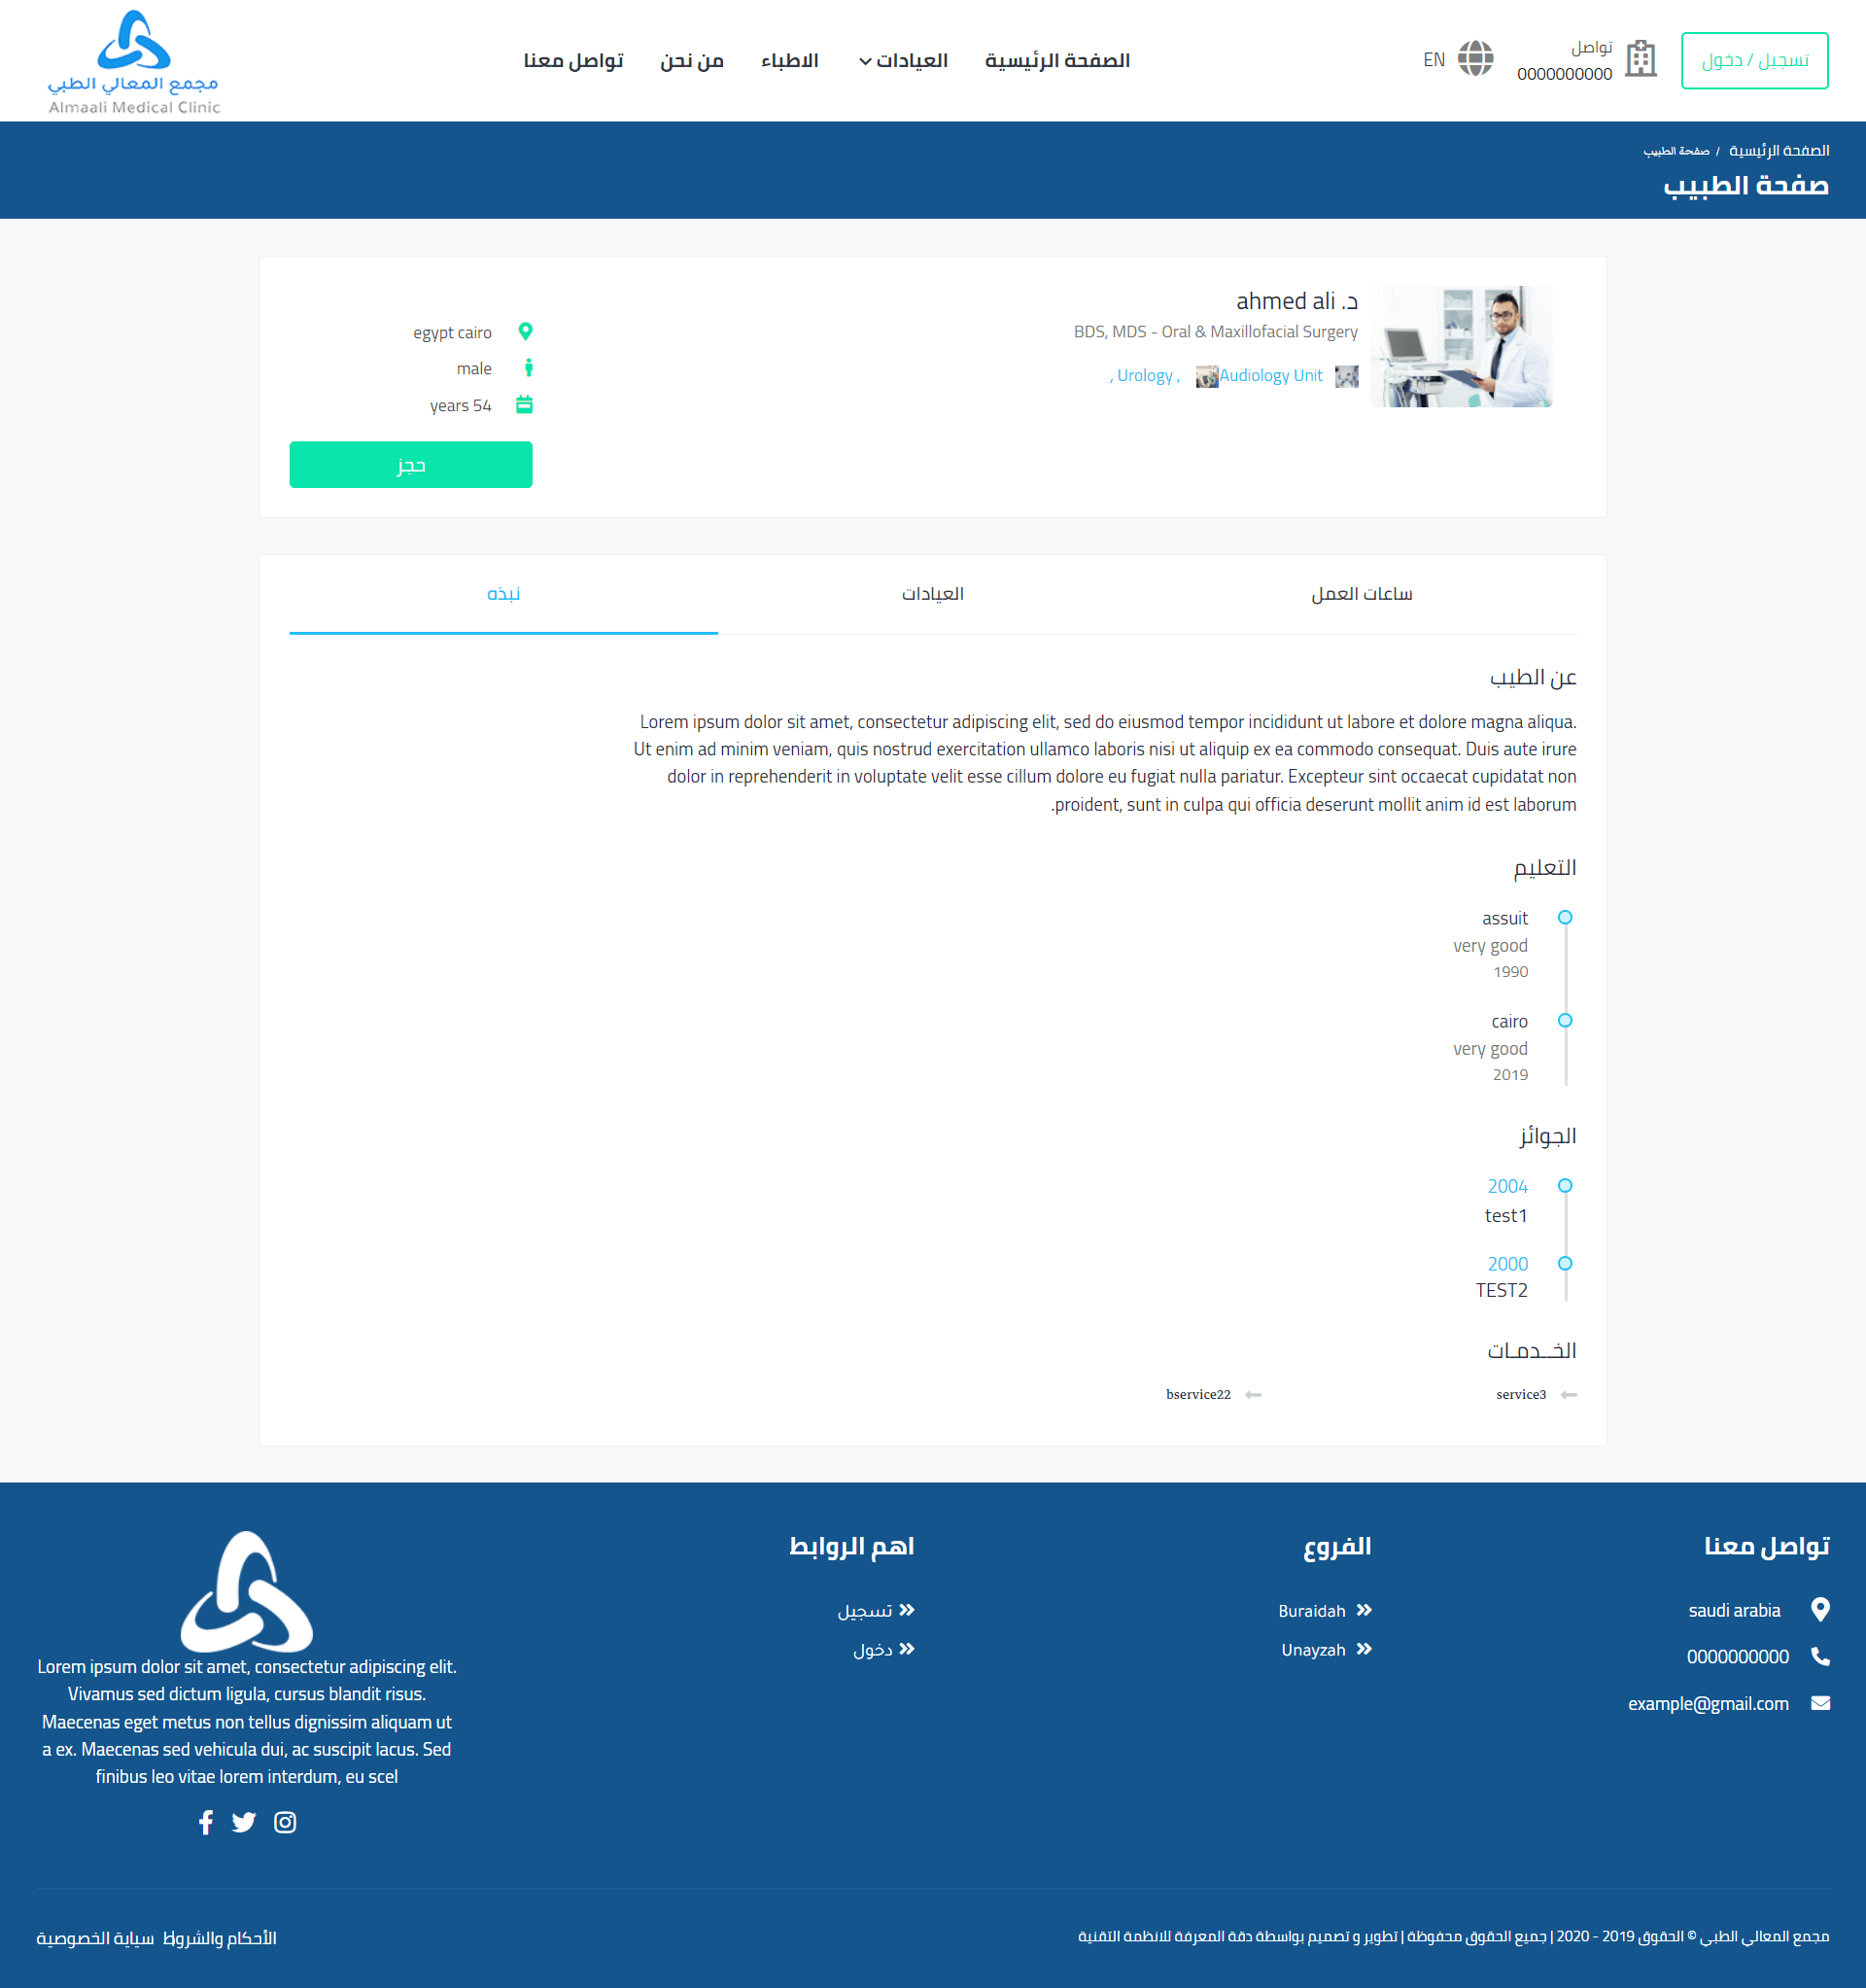 تسجيل / دخول
تواصل
0000000000
EN
الصفحة الرئيسية
العيادات
الاطباء
من نحن
تواصل معنا
مجمع المعالي الطبي
Almaali Medical Clinic
الصفحة الرئيسية / صفحة الطبيب
صفحة الطبيب
د. ahmed ali
BDS, MDS - Oral & Maxillofacial Surgery
Audiology Unit , Urology ,
egypt cairo
male
54 years
حجز
ساعات العمل
العيادات
نبذه
عن الطيب
Lorem ipsum dolor sit amet, consectetur adipiscing elit, sed do eiusmod tempor incididunt ut labore et dolore magna aliqua.
Ut enim ad minim veniam, quis nostrud exercitation ullamco laboris nisi ut aliquip ex ea commodo consequat. Duis aute irure
dolor in reprehenderit in voluptate velit esse cillum dolore eu fugiat nulla pariatur. Excepteur sint occaecat cupidatat non
proident, sunt in culpa qui officia deserunt mollit anim id est laborum.
التعليم
assuit
very good
1990
cairo
very good
2019
الجوائز
2004
test1
2000
TEST2
الخــدمـات
service3
bservice22
تواصل معنا
saudi arabia
0000000000
example@gmail.com
الفروع
Buraidah
Unayzah
اهم الروابط
تسجيل
دخول
Lorem ipsum dolor sit amet, consectetur adipiscing elit.
Vivamus sed dictum ligula, cursus blandit risus.
Maecenas eget metus non tellus dignissim aliquam ut
a ex. Maecenas sed vehicula dui, ac suscipit lacus. Sed
finibus leo vitae lorem interdum, eu scel
مجمع المعالي الطبي © الحقوق 2019 - 2020 | جميع الحقوق محفوظة | تطوير و تصميم بواسطة دقة المعرفة للانظمة التقنية
الأحكام والشروط
سياية الخصوصية